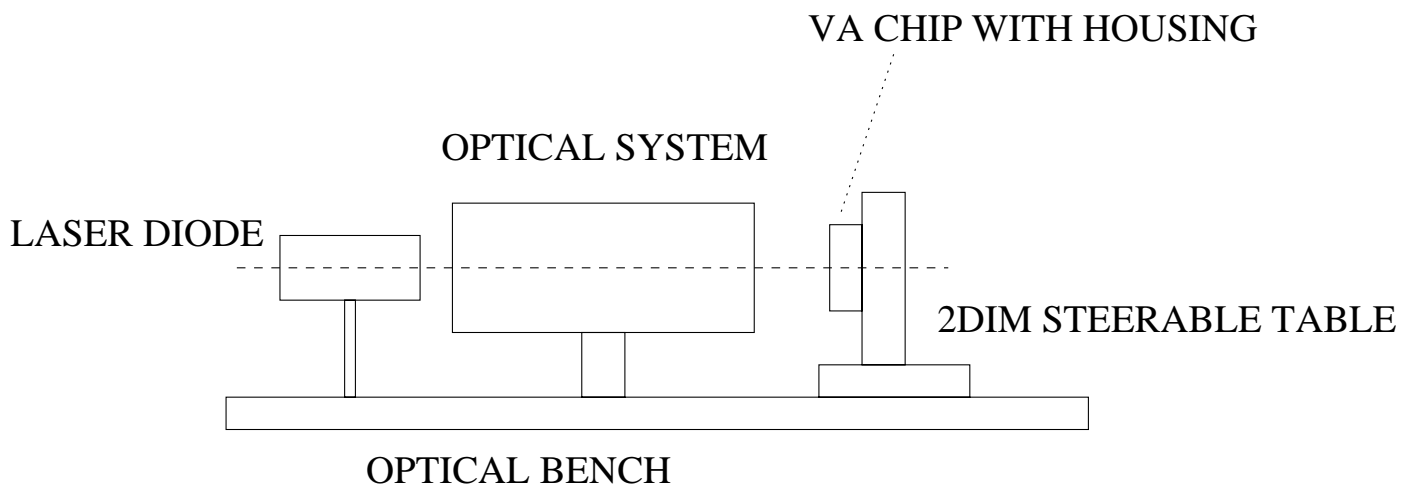 VA CHIP WITH HOUSING
OPTICAL SYSTEM
LASER DIODE
2DIM STEERABLE TABLE
OPTICAL BENCH